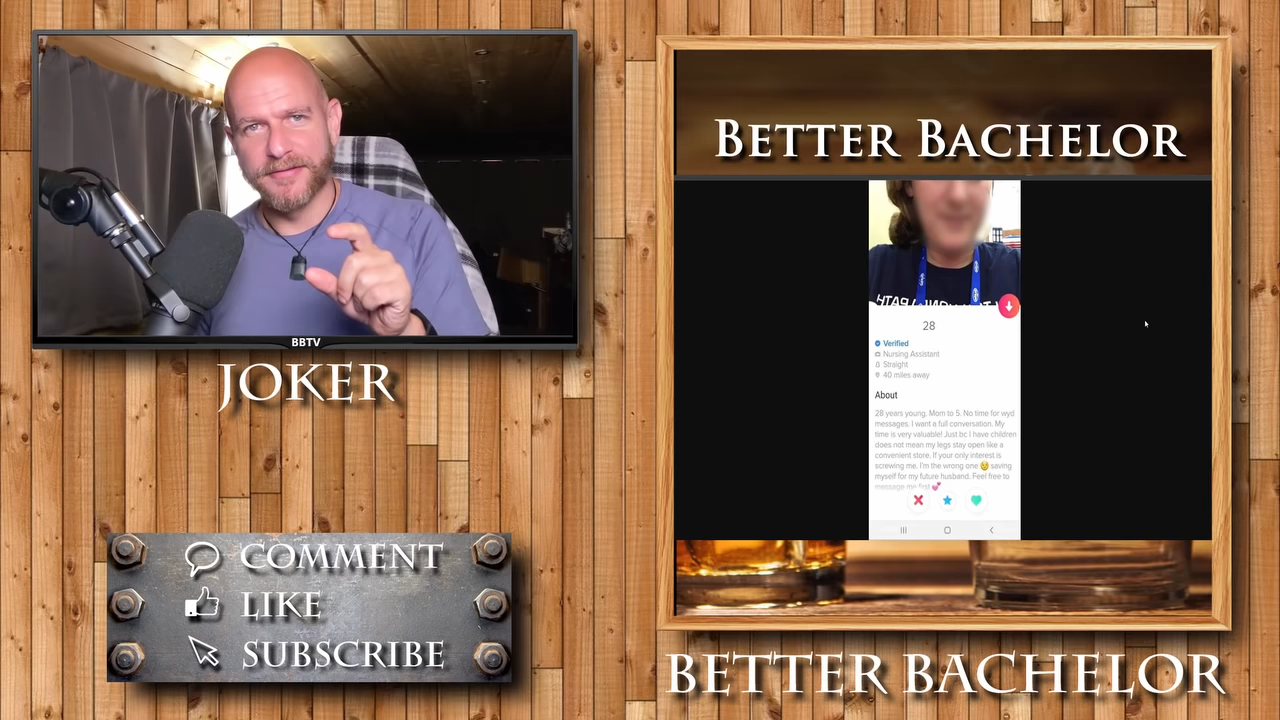 BBTV
JOKER
COMMENT
LIKE
SUBSCRIBE
BETTER BACHELOR
28
Verified
Nursing Assistant
Straight
40 miles away
About
28 years young. Mom to 5. No time for wyd
messages. I want a full conversation. My
time is very valuable! Just bc i have children
does not mean my legs stay open like a
convenient store. If your only interest is
screwing me. I'm the wrong one 😢 saving
myself for my future husband. Feel free to
message me first 💕
BETTER BACHELOR